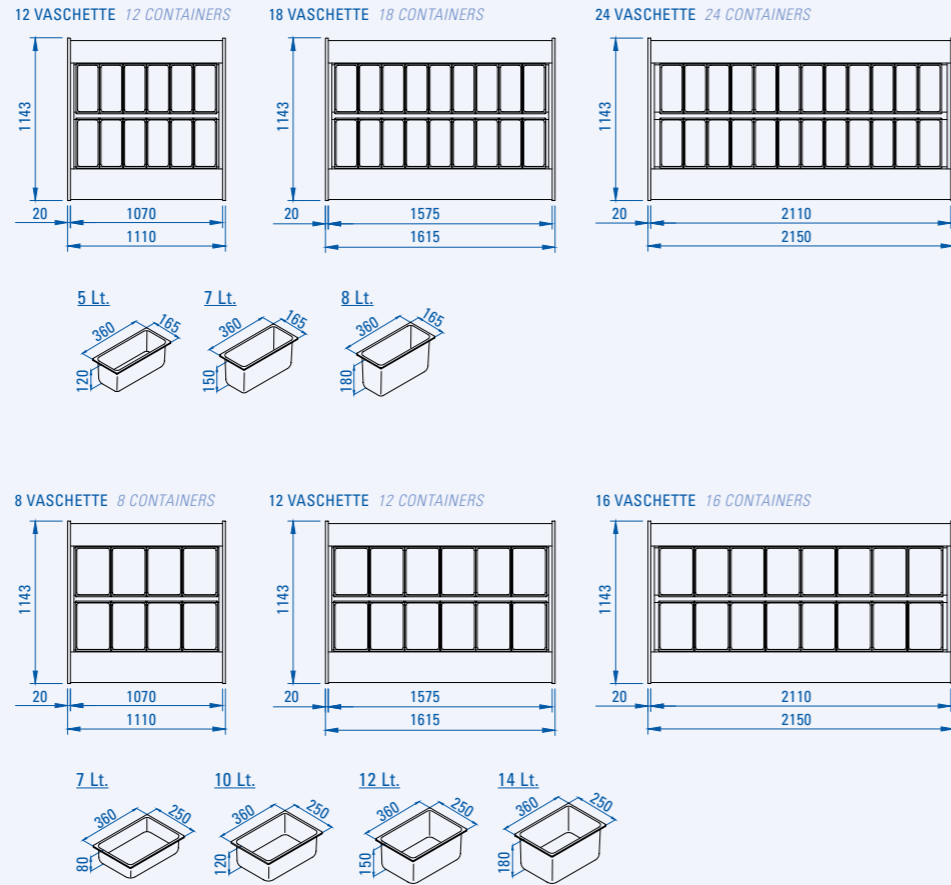 12 VASCHETTE 12 CONTAINERS
18 VASCHETTE 18 CONTAINERS
24 VASCHETTE 24 CONTAINERS
1143
1143
1143
20 1070
20 1575
20 2110
1110
1615
2150
5 Lt.
7 Lt.
8 Lt.
360 165
360 165
360 165
120
150
180
8 VASCHETTE 8 CONTAINERS
12 VASCHETTE 12 CONTAINERS
16 VASCHETTE 16 CONTAINERS
1143
1143
1143
20 1070
20 1575
20 2110
1110
1615
2150
7 Lt.
10 Lt.
12 Lt.
14 Lt.
360 250
360 250
360 250
360 250
80
120
150
180